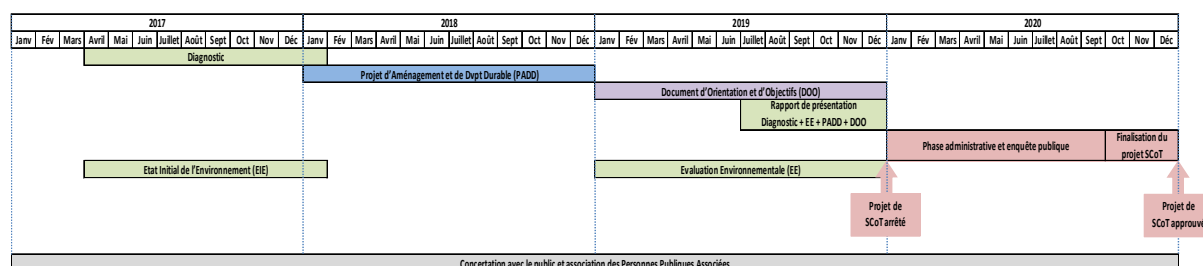 2017 2018 2019 2020
Janv Fév Mars Avril Mai Juin Juillet Août Sept Oct Nov Déc Janv Fév Mars Avril Mai Juin Juillet Août Sept Oct Nov Déc Janv Fév Mars Avril Mai Juin Juillet Août Sept Oct Nov Déc Janv Fév Mars Avril Mai Juin Juillet Août Sept Oct Nov Déc
Diagnostic
Projet d'Aménagement et de Dvpt Durable (PADD)
Document d'Orientation et d'Objectifs (DOO)
Rapport de présentation
Diagnostic + EE + PADD + DOO
Phase administrative et enquête publique
Finalisation du
projet SCoT
Etat Initial de l'Environnement (EIE)
Evaluation Environnementale (EE)
Projet de
SCoT arrêté
Projet de
SCoT approuvé
Concertation avec le public et association des Personnes Publiques Associées